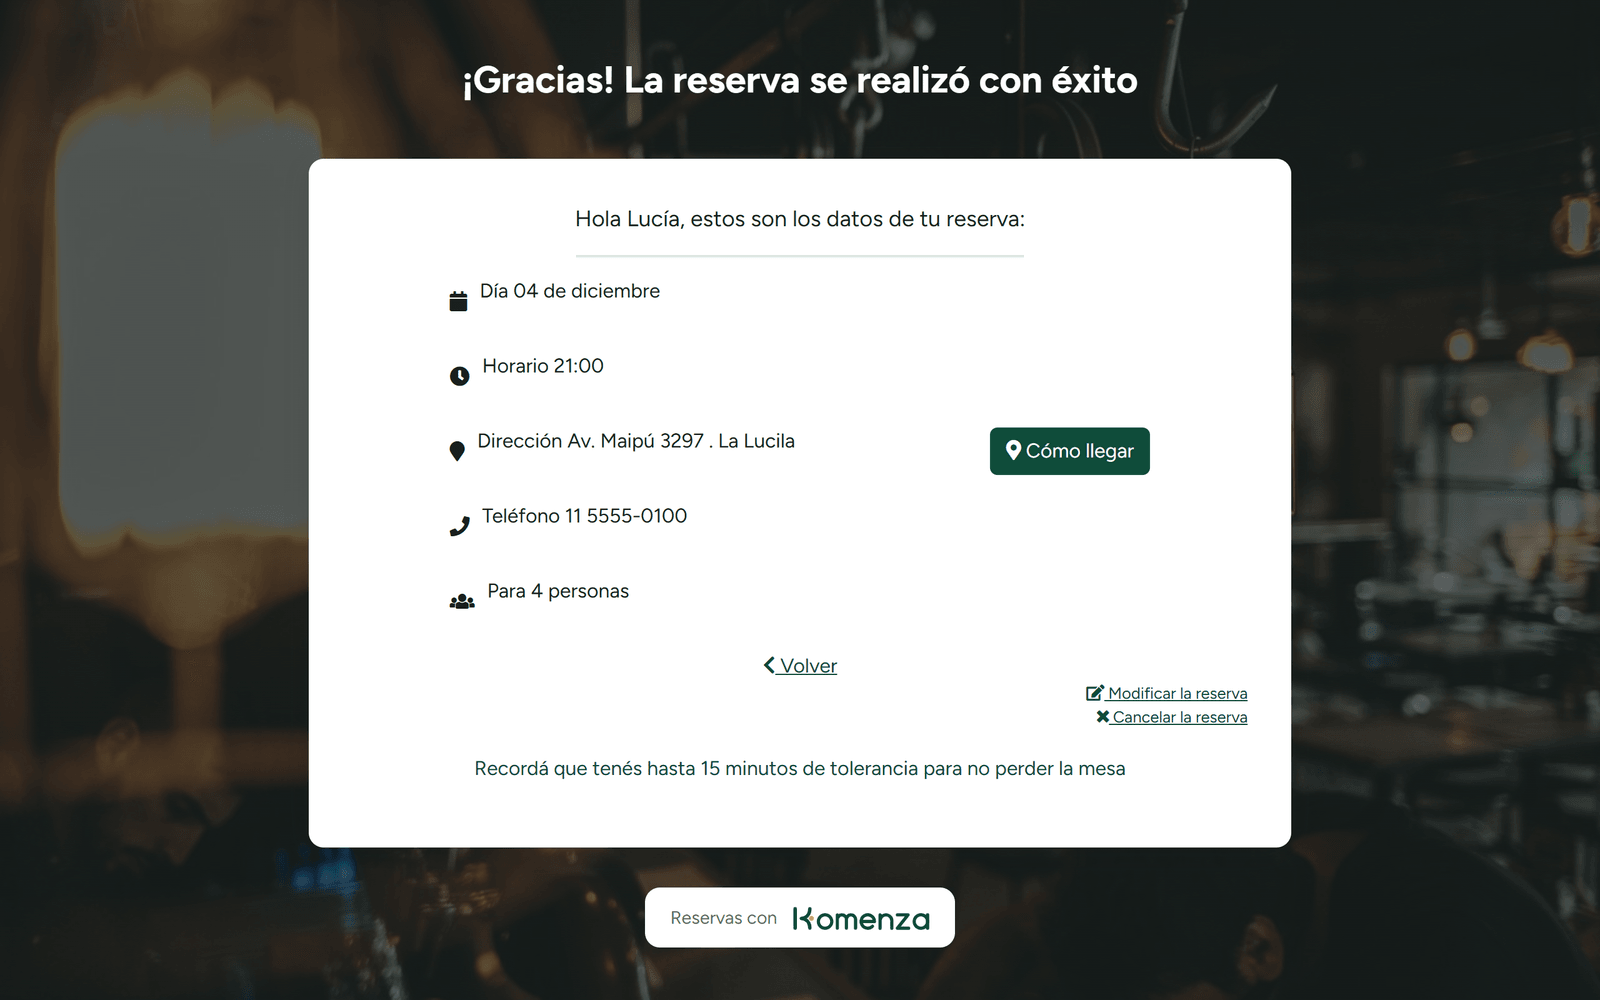 ¡Gracias! La reserva se realizó con éxito
Hola Lucía, estos son los datos de tu reserva:
Día 04 de diciembre
Horario 21:00
Dirección Av. Maipú 3297 . La Lucila
Cómo llegar
Teléfono 11 5555-0100
Para 4 personas
Volver
Modificar la reserva
Cancelar la reserva
Recordá que tenés hasta 15 minutos de tolerancia para no perder la mesa
Reservas con Komenza